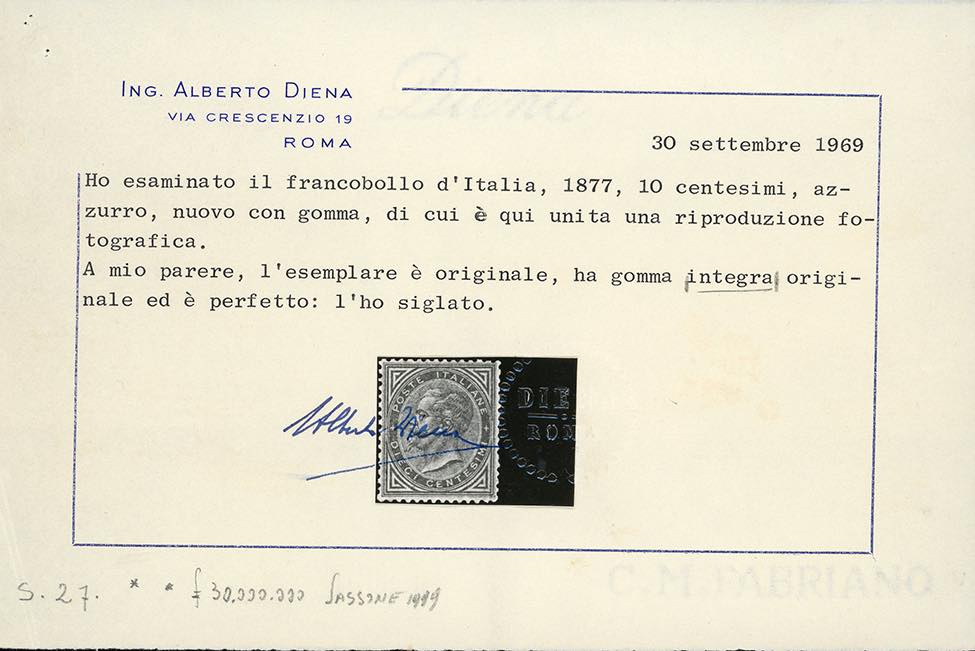 Diena
ING. ALBERTO DIENA
VIA CRESCENZIO 19
ROMA
30 settembre 1969
Ho esaminato il francobollo d'Italia, 1877, 10 centesimi, az-
zurro, nuovo con gomma, di cui è qui unita una riproduzione fo-
tografica.
A mio parere, l'esemplare è originale, ha gomma integra origi-
nale ed è perfetto: l'ho siglato.
POSTE ITALIANE
DIECI CENTESIMI
Alberto Diena
DIE
ROM
C.M.FABRIANO
S.27. * * £ 30.000.000 SASSONE 1999